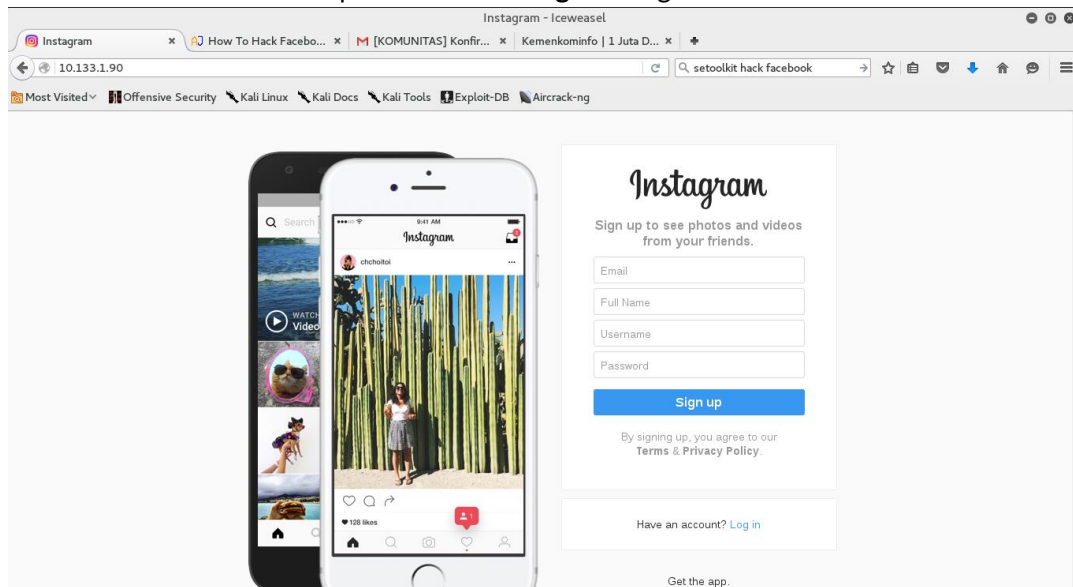 Instagram - Iceweasel
Instagram × How To Hack Facebo... × [KOMUNITAS] Konfir... × Kemenkominfo | 1 Juta D... ×
10.133.1.90 setoolkit hack facebook
Most Visited Offensive Security Kali Linux Kali Docs Kali Tools Exploit-DB Aircrack-ng
Search
9:41 AM
Instagram
chchoitoi
WATCH
Video
128 likes
1
Instagram
Sign up to see photos and videos
from your friends.
Email
Full Name
Username
Password
Sign up
By signing up, you agree to our
Terms & Privacy Policy.
Have an account? Log in
Get the app.